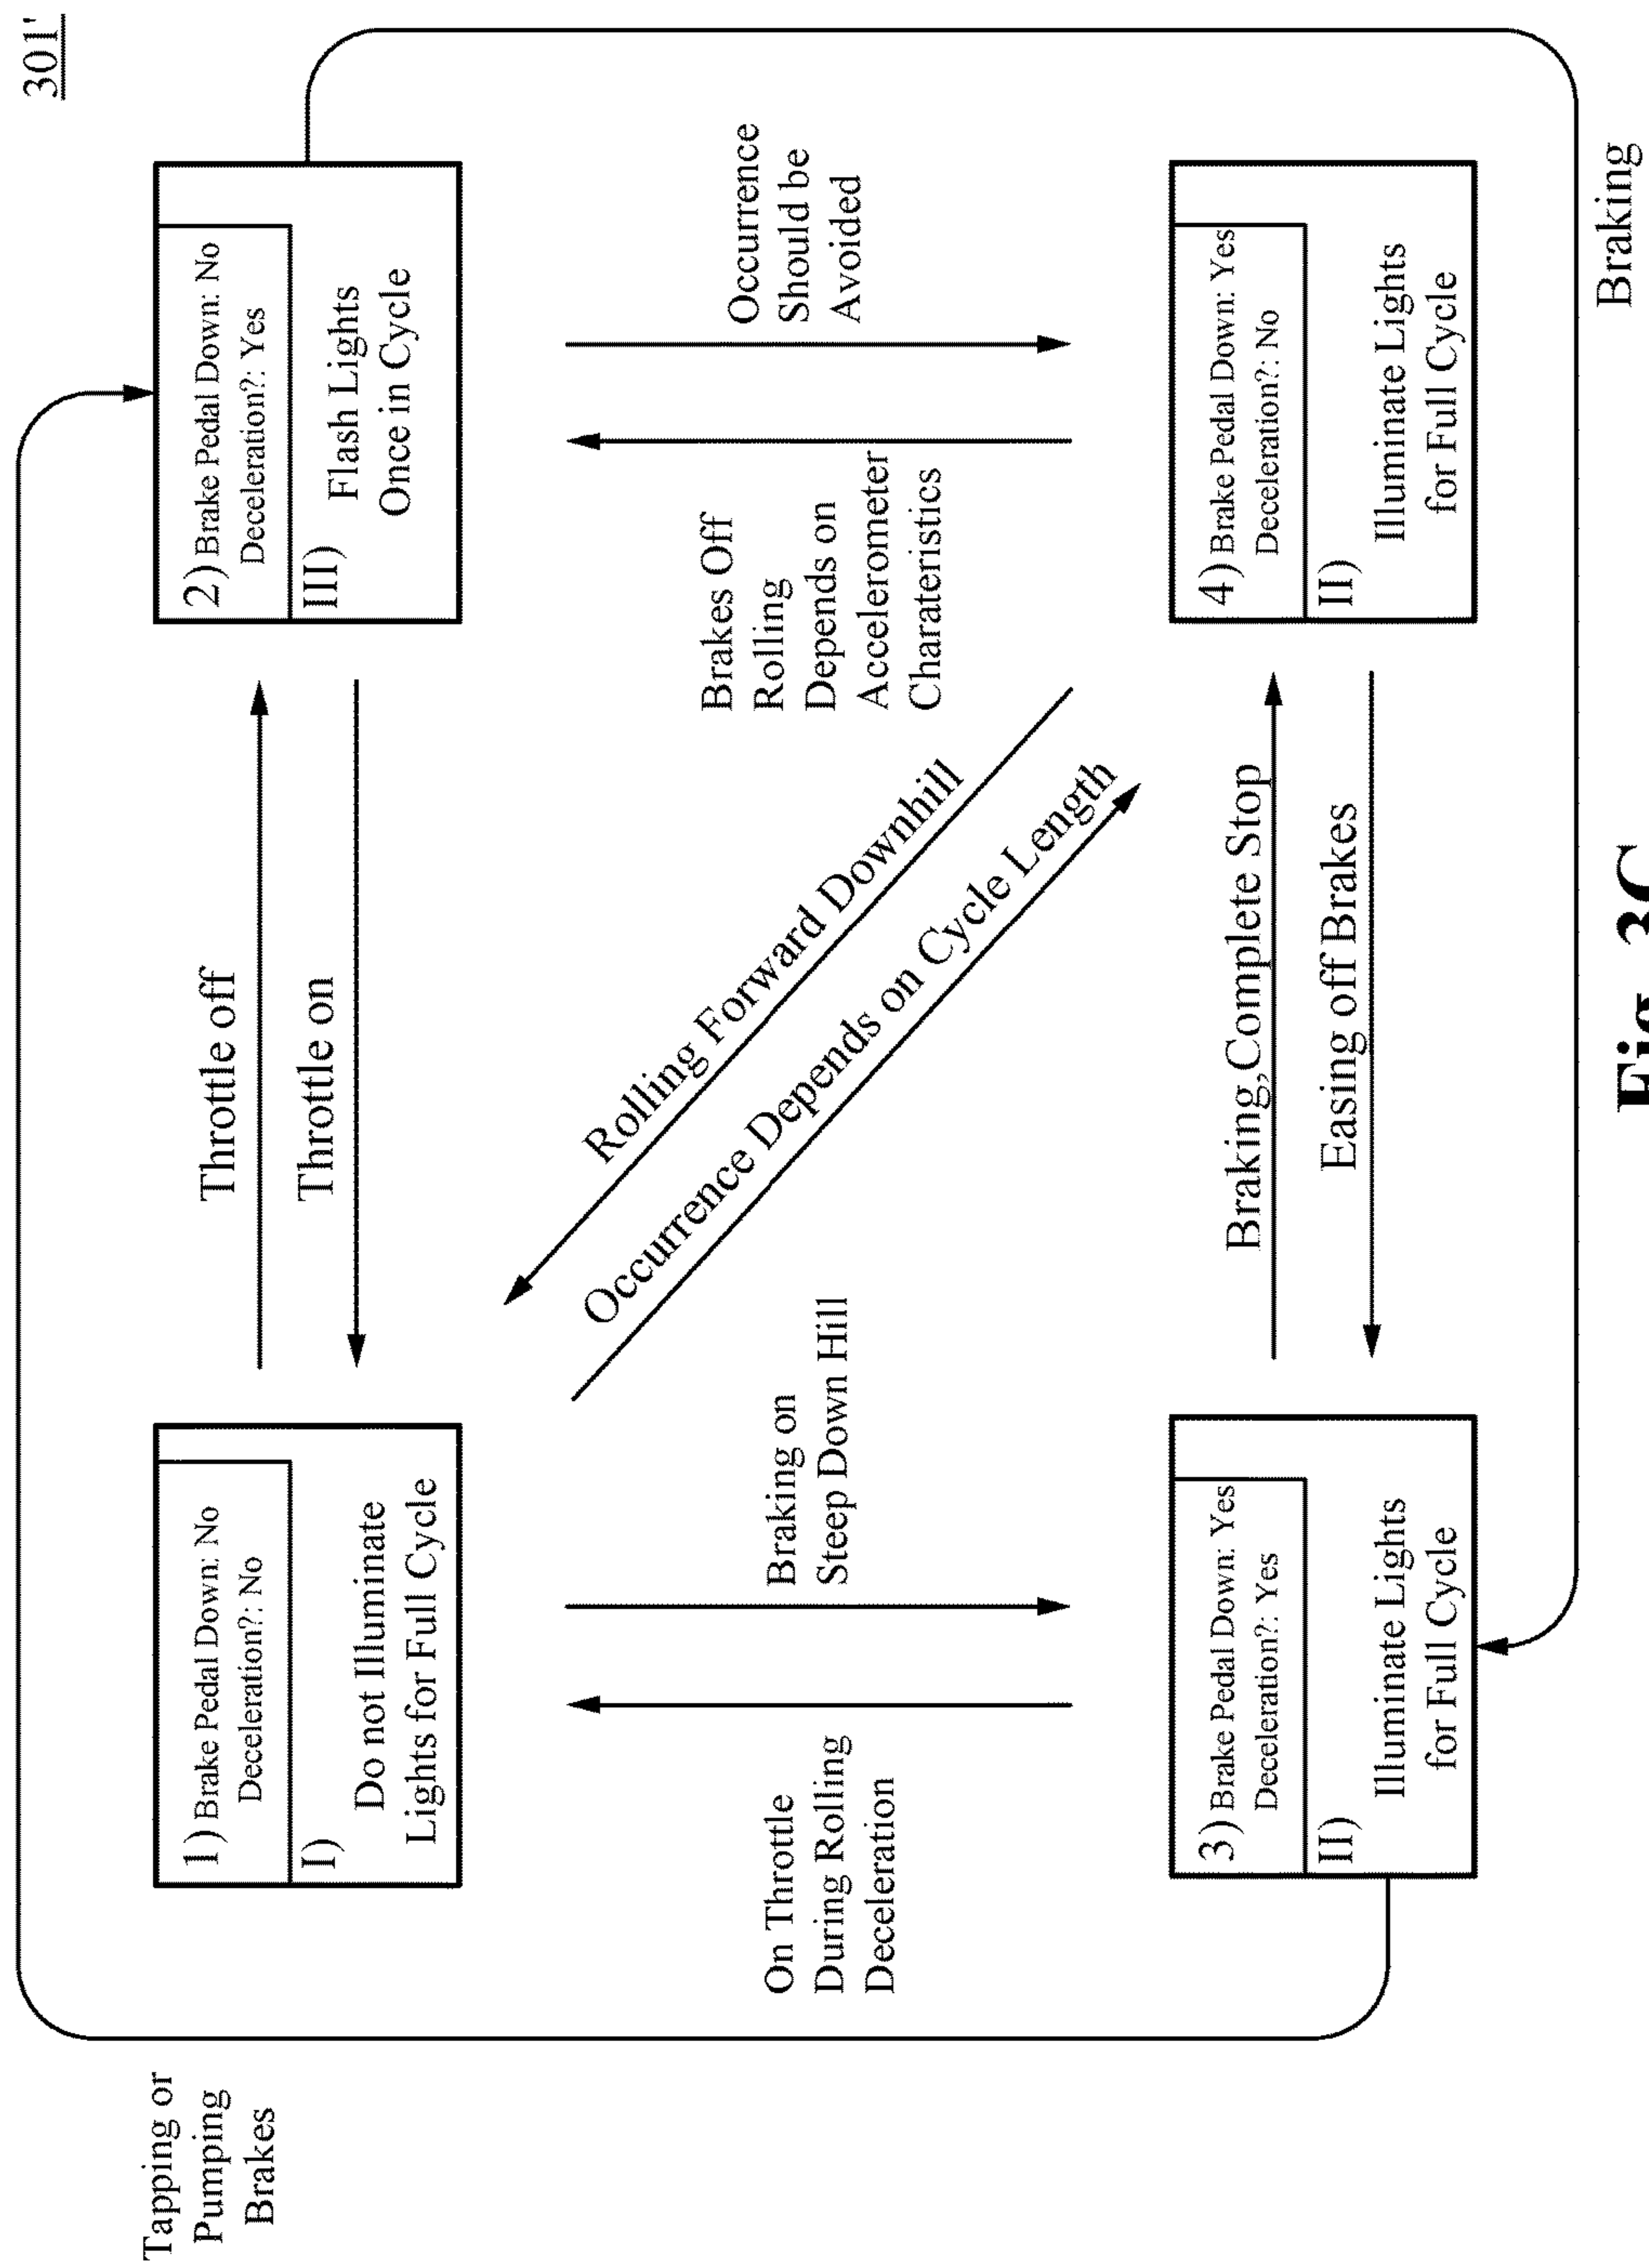 301'
Tapping or
Pumping
Brakes
1) Brake Pedal Down: No
Deceleration?: No
I)
Do not Illuminate
Lights for Full Cycle
Throttle off
Throttle on
2) Brake Pedal Down: No
Deceleration?: Yes
III)
Flash Lights
Once in Cycle
On Throttle
During Rolling
Deceleration
Braking on
Steep Down Hill
Rolling Forward Downhill
Occurrence Depends on Cycle Length
Brakes Off
Rolling
Depends on
Accelerometer
Charateristics
Occurrence
Should be
Avoided
3) Brake Pedal Down: Yes
Deceleration?: Yes
II)
Illuminate Lights
for Full Cycle
Braking,Complete Stop
Easing off Brakes
4) Brake Pedal Down: Yes
Deceleration?: No
II)
Illuminate Lights
for Full Cycle
Braking
Fig. 3C